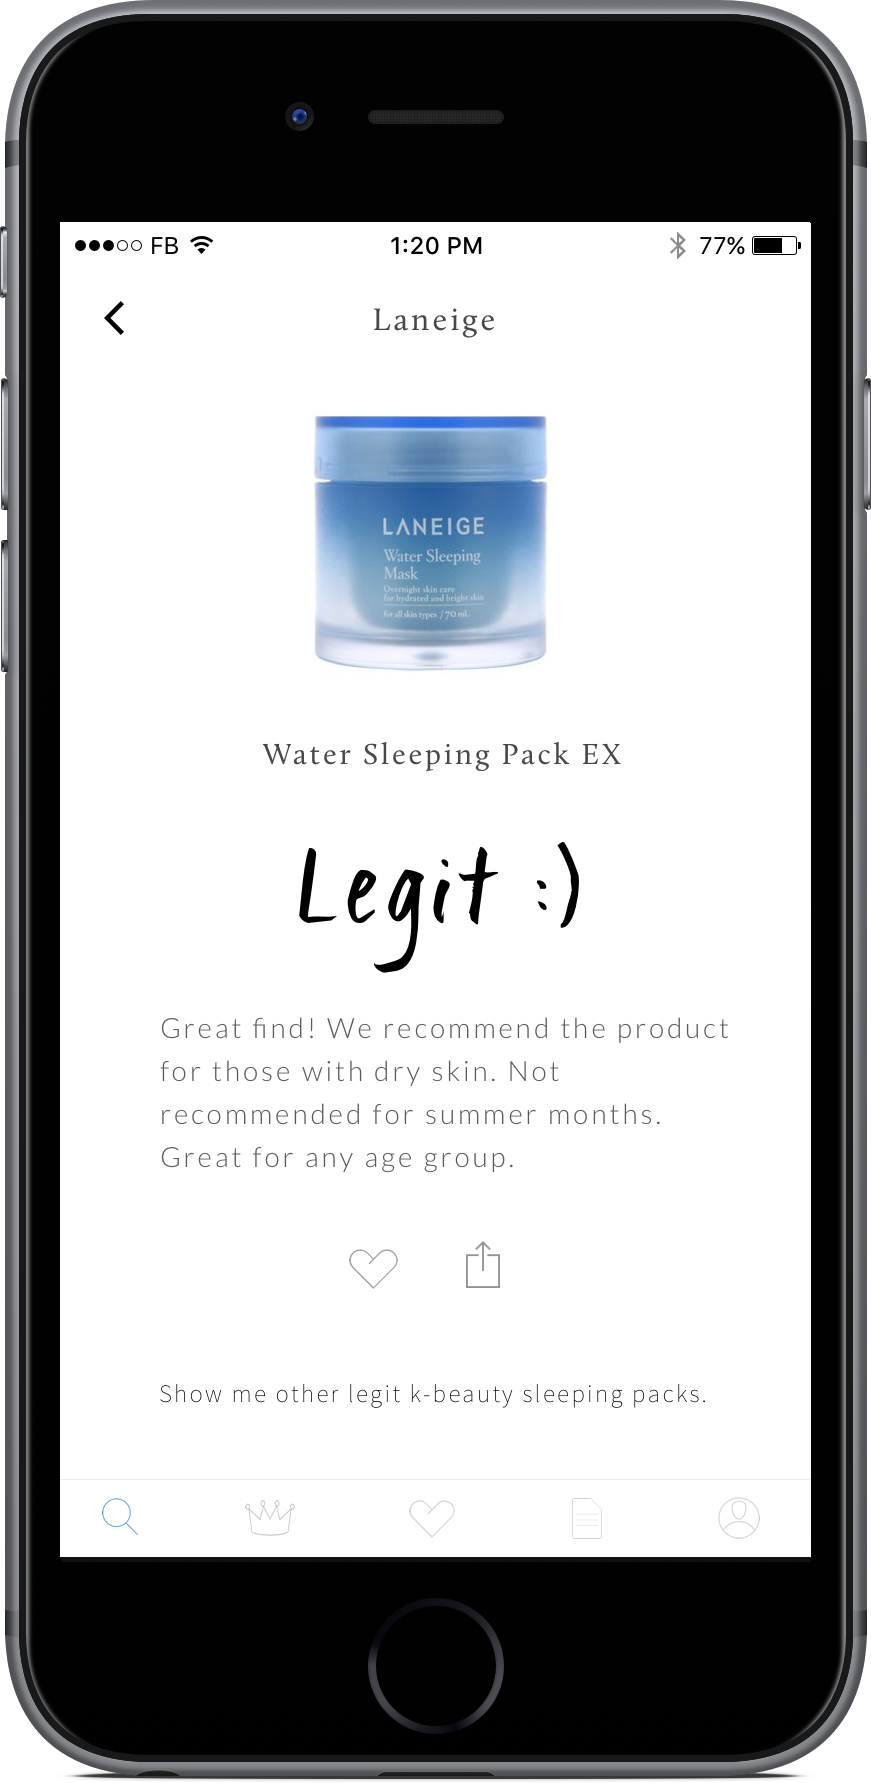 FB 1:20 PM 77%
Laneige
LANEIGE
Water Sleeping
Mask
Overnight skin care
for hydrated and bright skin
for all skin types / 70 ml.
Water Sleeping Pack EX
Legit :)
Great find! We recommend the product
for those with dry skin. Not
recommended for summer months.
Great for any age group.
Show me other legit k-beauty sleeping packs.